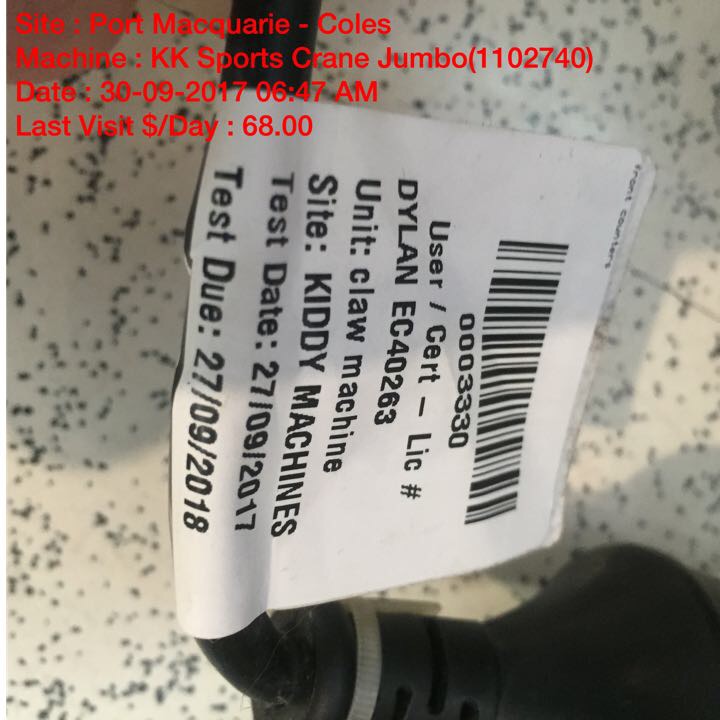 Site : Port Macquarie - Coles
Machine : KK Sports Crane Jumbo(1102740)
Date : 30-09-2017 06:47 AM
Last Visit $/Day : 68.00
front counters
0003330
User / Cert - Lic #
DYLAN EC40263
Unit: claw machine
Site: KIDDY MACHINES
Test Date: 27/09/2017
Test Due: 27/09/2018